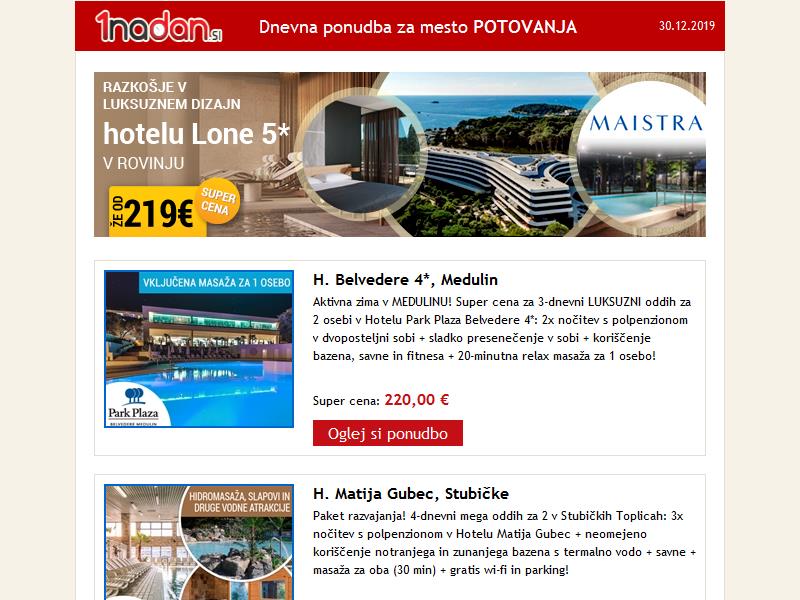 1nadan.si
Dnevna ponudba za mesto POTOVANJA
30.12.2019
RAZKOŠJE V
LUKSUZNEM DIZAJN
hotelu Lone 5*
V ROVINJU
ŽE OD 219€
SUPER
CENA
MAISTRA
VKLJUČENA MASAŽA ZA 1 OSEBO
Park Plaza
BELVEDERE MEDULIN
H. Belvedere 4*, Medulin
Aktivna zima v MEDULINU! Super cena za 3-dnevni LUKSUZNI oddih za
2 osebi v Hotelu Park Plaza Belvedere 4*: 2x nočitev s polpenzionom
v dvoposteljni sobi + sladko presenečenje v sobi + koriščenje
bazena, savne in fitnesa + 20-minutna relax masaža za 1 osebo!
Super cena: 220,00 €
Oglej si ponudbo
HIDROMASAŽA, SLAPOVI IN
DRUGE VODNE ATRAKCIJE
H. Matija Gubec, Stubičke
Paket razvajanja! 4-dnevni mega oddih za 2 v Stubičkih Toplicah: 3x
nočitev s polpenzionom v Hotelu Matija Gubec + neomejeno
koriščenje notranjega in zunanjega bazena s termalno vodo + savne +
masaža za oba (30 min) + gratis wi-fi in parking!